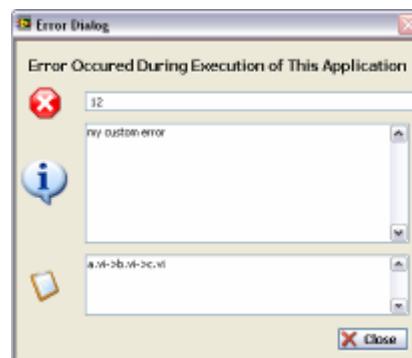 Error Dialog
Error Occured During Execution of This Application
12
my custom error
a.vi->b.vi->c.vi
Close